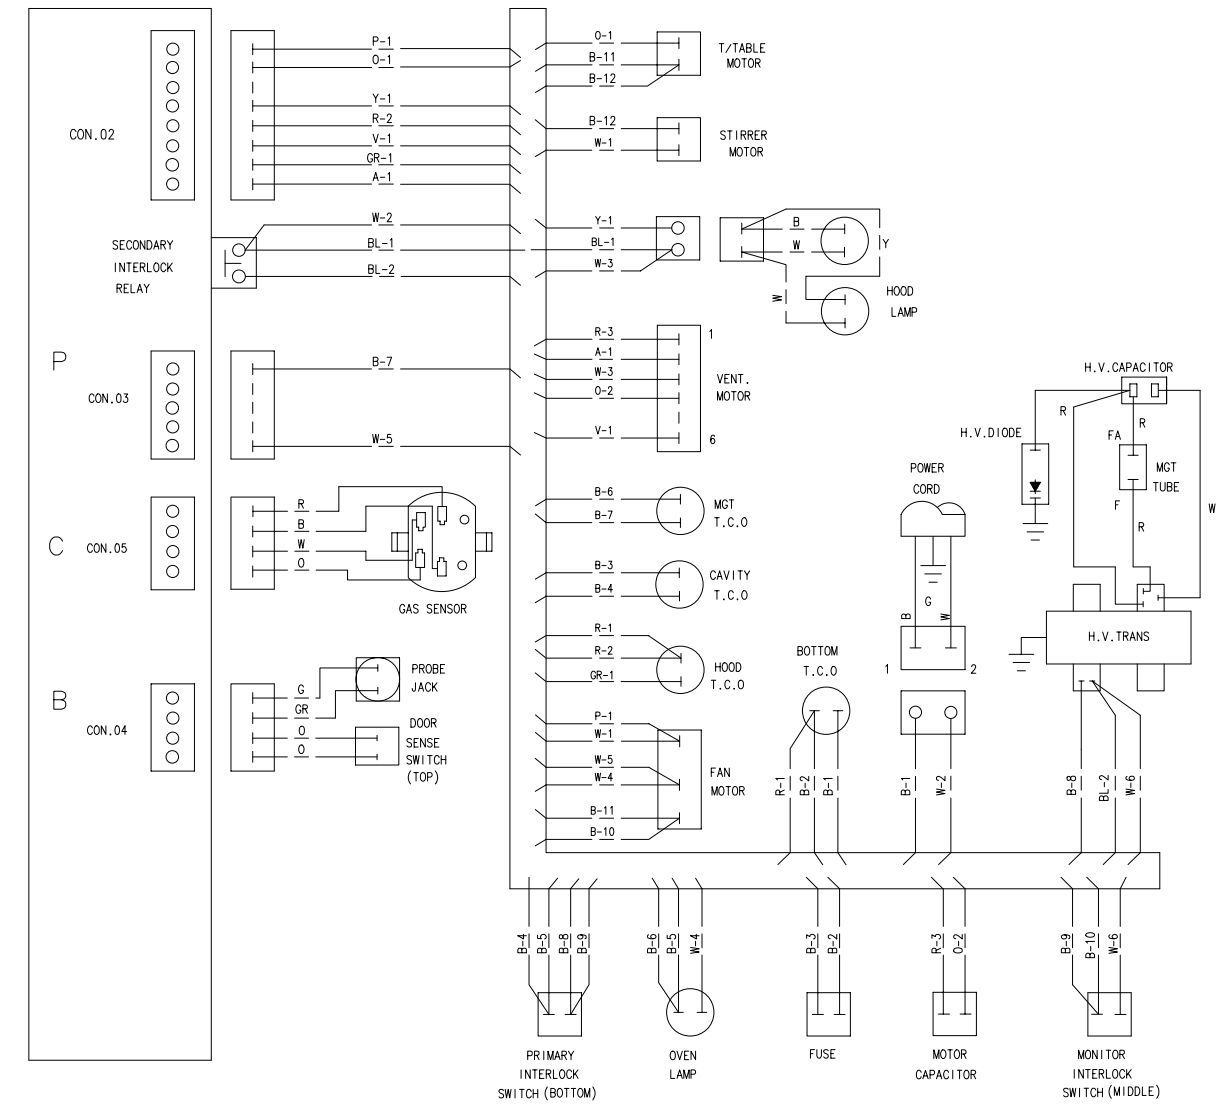 CON.02
P-1
O-1
Y-1
R-2
V-1
GR-1
A-1
O-1
B-11
B-12
T/TABLE
MOTOR
B-12
W-1
STIRRER
MOTOR
SECONDARY
INTERLOCK
RELAY
W-2
BL-1
BL-2
Y-1
BL-1
W-3
B
W
Y
W
HOOD
LAMP
P
C
B
CON.03
B-7
W-5
R-3
A-1
W-3
O-2
V-1
1
6
VENT.
MOTOR
H.V.CAPACITOR
H.V.DIODE
R
R
FA
F
R
MGT
TUBE
W
CON.05
R
B
W
O
GAS SENSOR
B-6
B-7
MGT
T.C.O
B-3
B-4
CAVITY
T.C.O
R-1
R-2
GR-1
HOOD
T.C.O
POWER
CORD
B
G
W
1
2
H.V.TRANS
CON.04
G
GR
O
O
PROBE
JACK
DOOR
SENSE
SWITCH
(TOP)
P-1
W-1
W-5
W-4
B-11
B-10
FAN
MOTOR
BOTTOM
T.C.O
R-1
B-2
B-1
B-1
W-2
B-8
BL-2
W-6
B-4
B-5
B-8
B-9
PRIMARY
INTERLOCK
SWITCH(BOTTOM)
B-6
B-5
W-4
OVEN
LAMP
B-3
B-2
FUSE
R-3
O-2
MOTOR
CAPACITOR
B-9
B-10
W-6
MONITOR
INTERLOCK
SWITCH(MIDDLE)